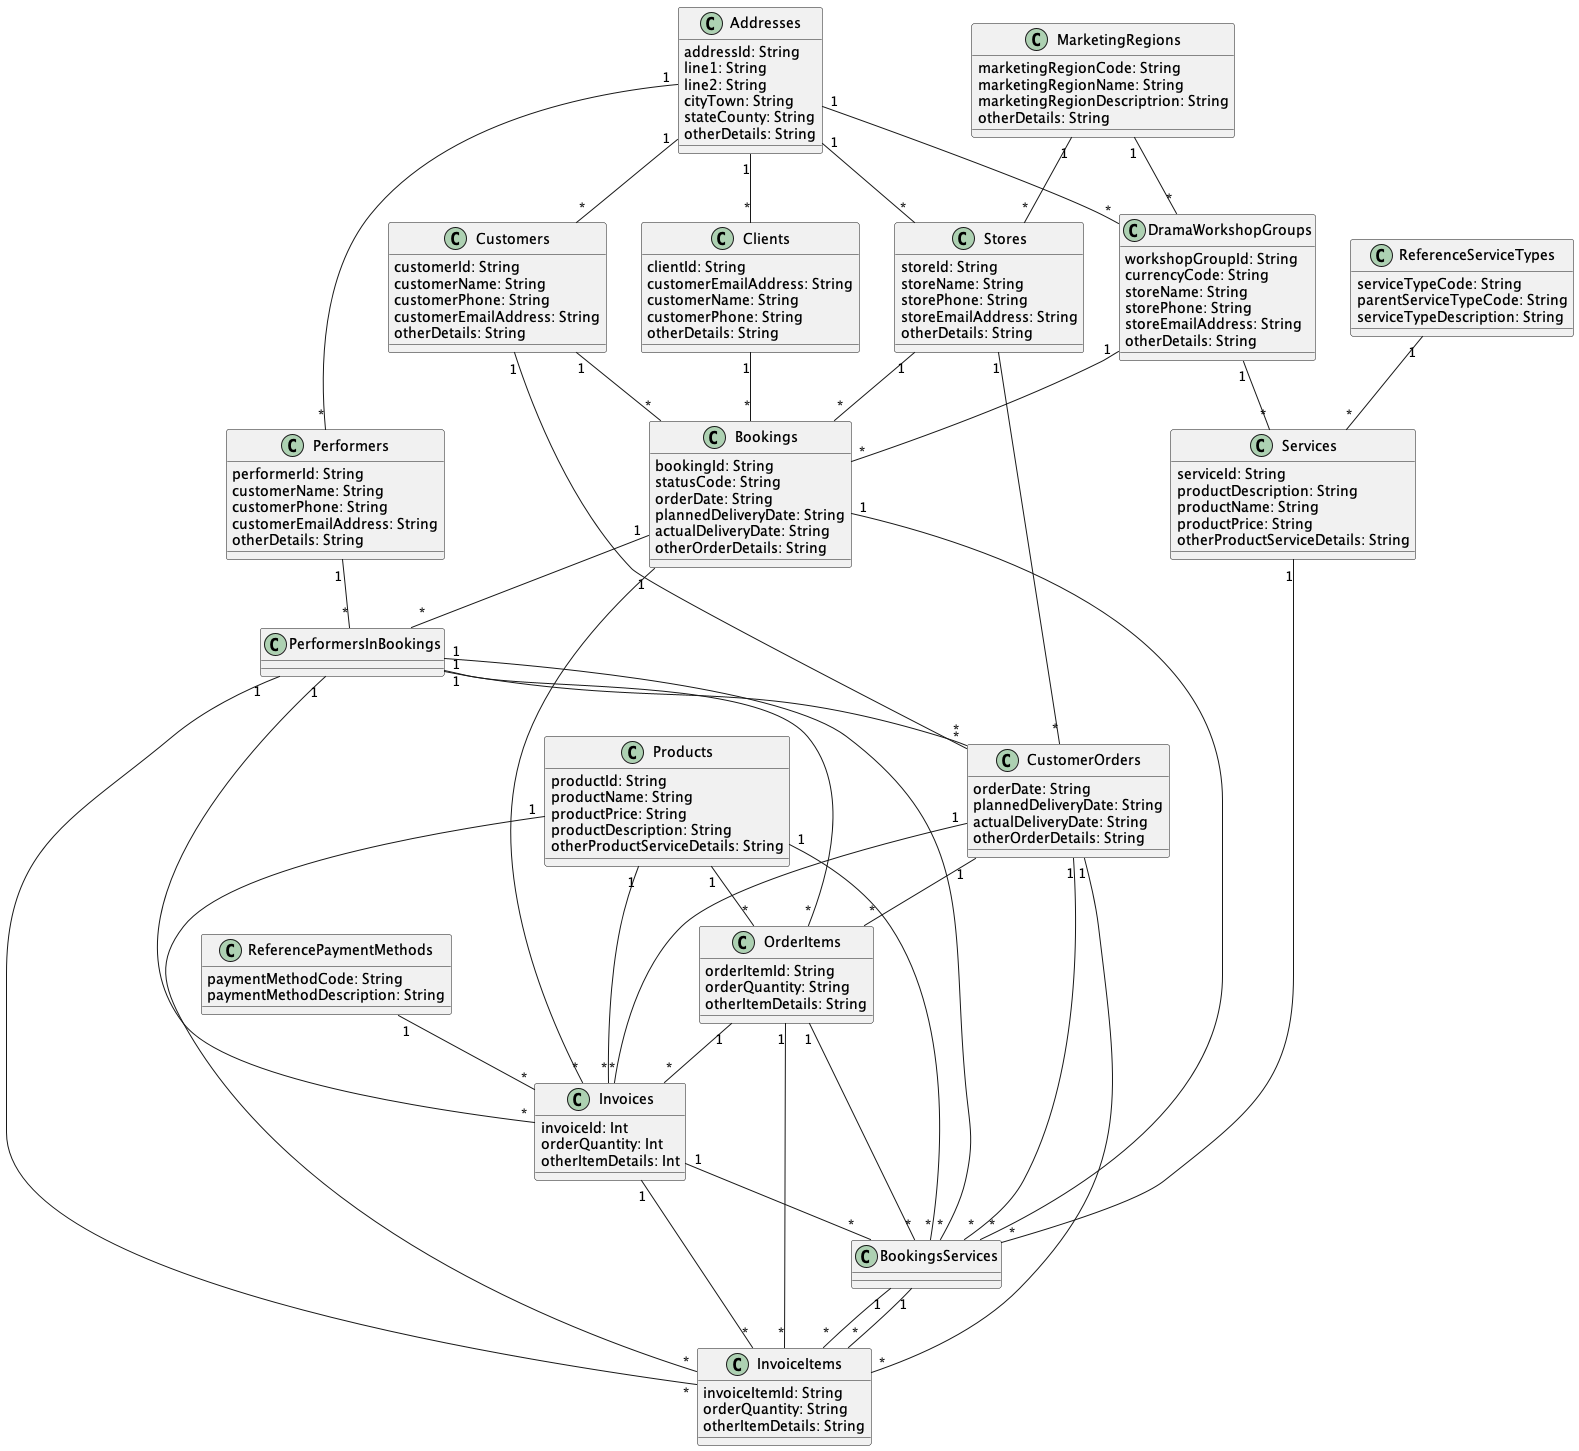 C Addresses
addressId: String
line1: String
line2: String
cityTown: String
stateCounty: String
otherDetails: String
C MarketingRegions
marketingRegionCode: String
marketingRegionName: String
marketingRegionDescriptrion: String
otherDetails: String
1
1
1
1
1
1
1
*
*
*
*
*
*
C Customers
customerId: String
customerName: String
customerPhone: String
customerEmailAddress: String
otherDetails: String
C Clients
clientId: String
customerEmailAddress: String
customerName: String
customerPhone: String
otherDetails: String
C Stores
storeId: String
storeName: String
storePhone: String
storeEmailAddress: String
otherDetails: String
C DramaWorkshopGroups
workshopGroupId: String
currencyCode: String
storeName: String
storePhone: String
storeEmailAddress: String
otherDetails: String
C ReferenceServiceTypes
serviceTypeCode: String
parentServiceTypeCode: String
serviceTypeDescription: String
1
1
1
1
1
1
1
1
*
*
*
*
*
*
*
C Performers
performerId: String
customerName: String
customerPhone: String
customerEmailAddress: String
otherDetails: String
C Bookings
bookingId: String
statusCode: String
orderDate: String
plannedDeliveryDate: String
actualDeliveryDate: String
otherOrderDetails: String
C Services
serviceId: String
productDescription: String
productName: String
productPrice: String
otherProductServiceDetails: String
1
1
1
1
1
*
*
C PerformersInBookings
1
1
1
1
1
*
*
*
C Products
productId: String
productName: String
productPrice: String
productDescription: String
otherProductServiceDetails: String
C CustomerOrders
orderDate: String
plannedDeliveryDate: String
actualDeliveryDate: String
otherOrderDetails: String
1
1
1
1
1
1
1
1
*
*
*
C ReferencePaymentMethods
paymentMethodCode: String
paymentMethodDescription: String
C OrderItems
orderItemId: String
orderQuantity: String
otherItemDetails: String
1
1
1
1
*
*
*
*
*
*
C Invoices
invoiceId: Int
orderQuantity: Int
otherItemDetails: Int
1
1
*
*
*
*
*
*
*
C BookingsServices
1
1
*
*
*
*
*
*
*
C InvoiceItems
invoiceItemId: String
orderQuantity: String
otherItemDetails: String